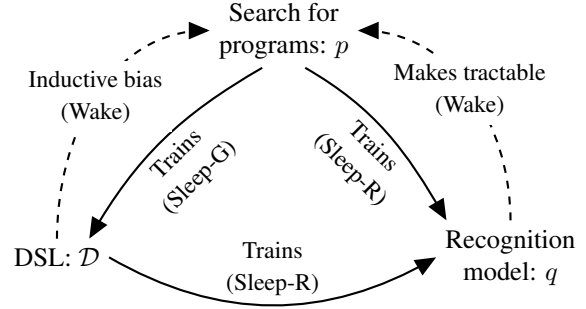 Search for
programs: p
Inductive bias
(Wake)
Makes tractable
(Wake)
Trains
(Sleep-G)
Trains
(Sleep-R)
DSL: 𝒟
Trains
(Sleep-R)
Recognition
model: q